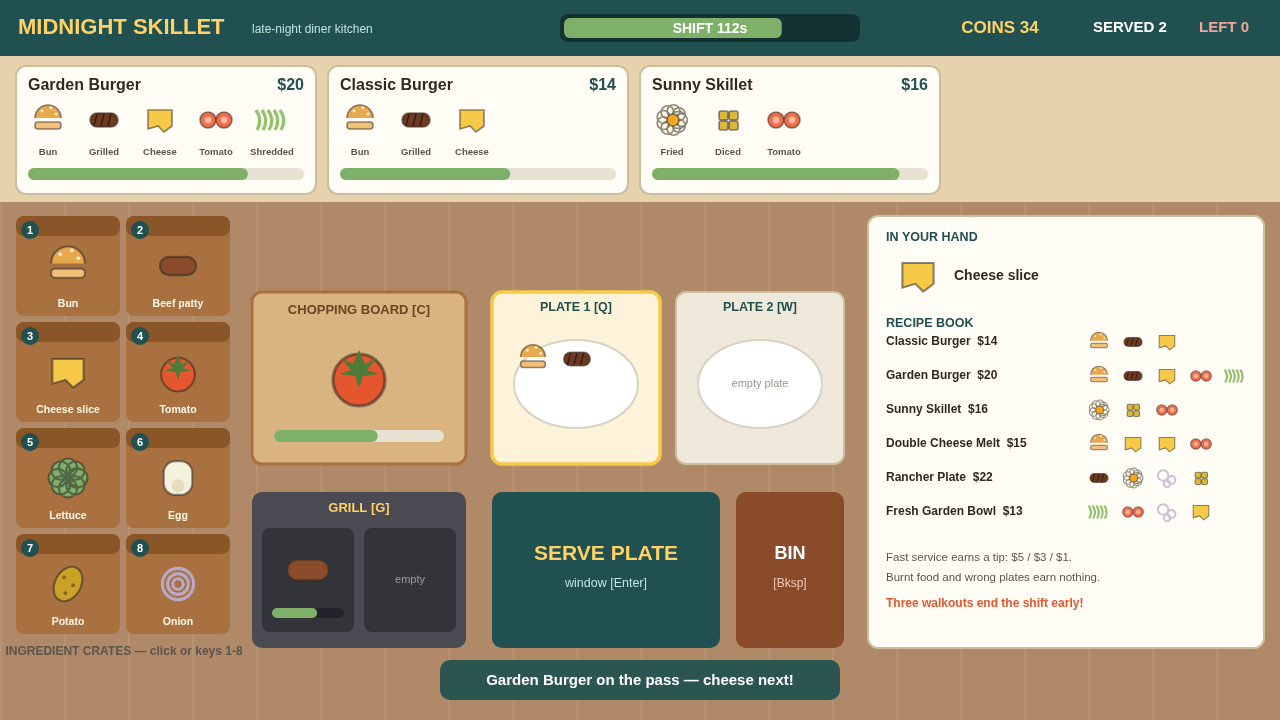 MIDNIGHT SKILLET
late-night diner kitchen
SHIFT 112s
COINS 34
SERVED 2
LEFT 0
Garden Burger $20
Bun Grilled Cheese Tomato Shredded
Classic Burger $14
Bun Grilled Cheese
Sunny Skillet $16
Fried Diced Tomato
1 Bun
2 Beef patty
3 Cheese slice
4 Tomato
5 Lettuce
6 Egg
7 Potato
8 Onion
INGREDIENT CRATES — click or keys 1-8
CHOPPING BOARD [C]
PLATE 1 [Q]
PLATE 2 [W]
empty plate
GRILL [G]
empty
SERVE PLATE
window [Enter]
BIN
[Bksp]
IN YOUR HAND
Cheese slice
RECIPE BOOK
Classic Burger $14
Garden Burger $20
Sunny Skillet $16
Double Cheese Melt $15
Rancher Plate $22
Fresh Garden Bowl $13
Fast service earns a tip: $5 / $3 / $1.
Burnt food and wrong plates earn nothing.
Three walkouts end the shift early!
Garden Burger on the pass — cheese next!